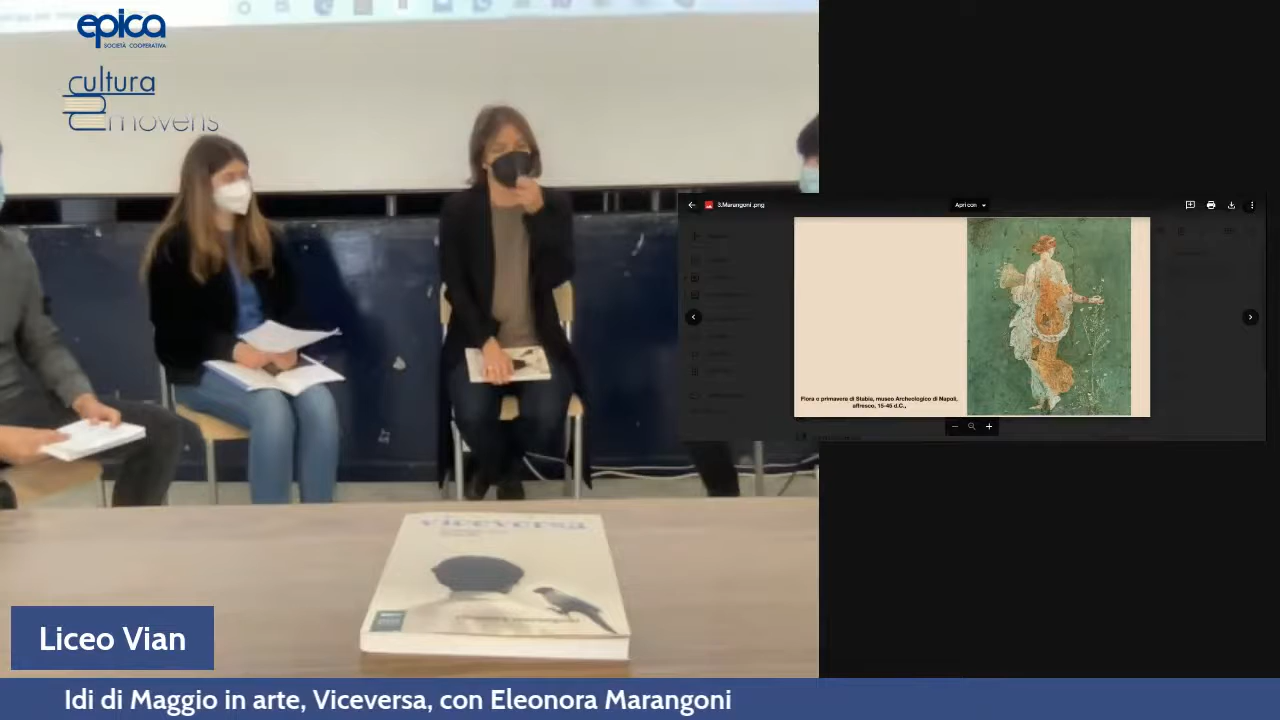 epica
SOCIETÀ COOPERATIVA
cultura
movens
3.Marangoni .png
Apri con
Flora o primavera di Stabia, museo Archeologico di Napoli,
affresco, 15-45 d.C.,
viceversa
Liceo Vian
Idi di Maggio in arte, Viceversa, con Eleonora Marangoni